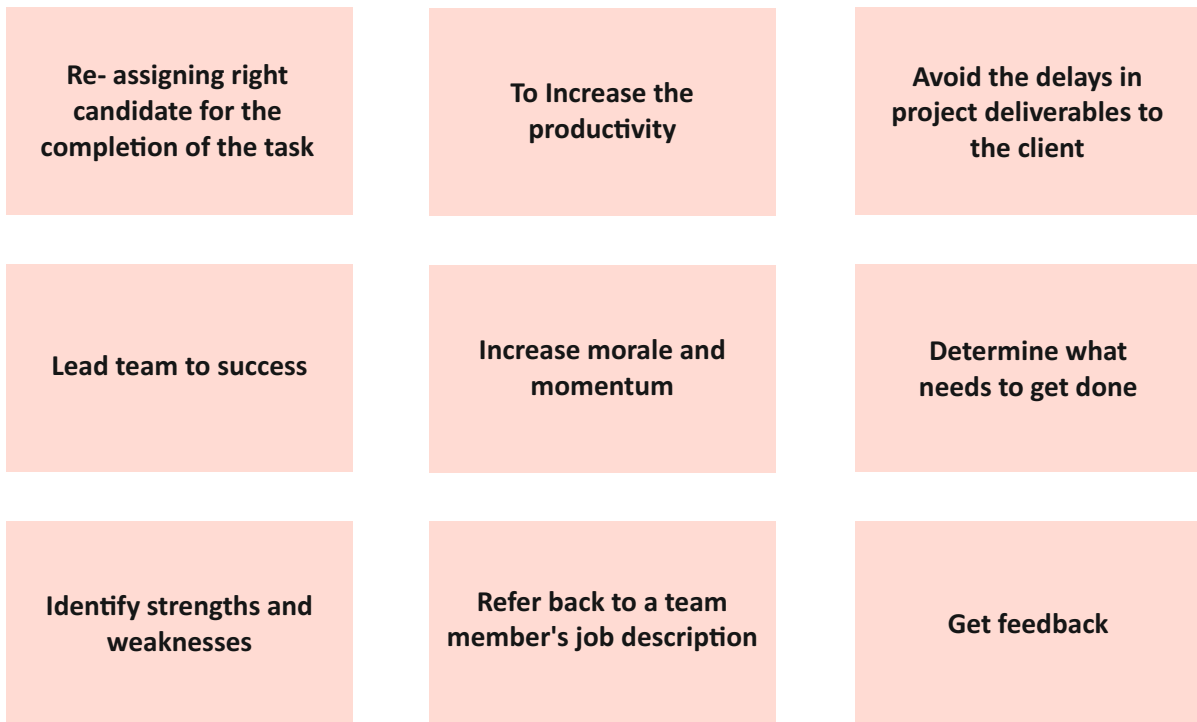 Re- assigning right
candidate for the
completion of the task
To Increase the
productivity
Avoid the delays in
project deliverables to
the client
Lead team to success
Increase morale and
momentum
Determine what
needs to get done
Identify strengths and
weaknesses
Refer back to a team
member's job description
Get feedback